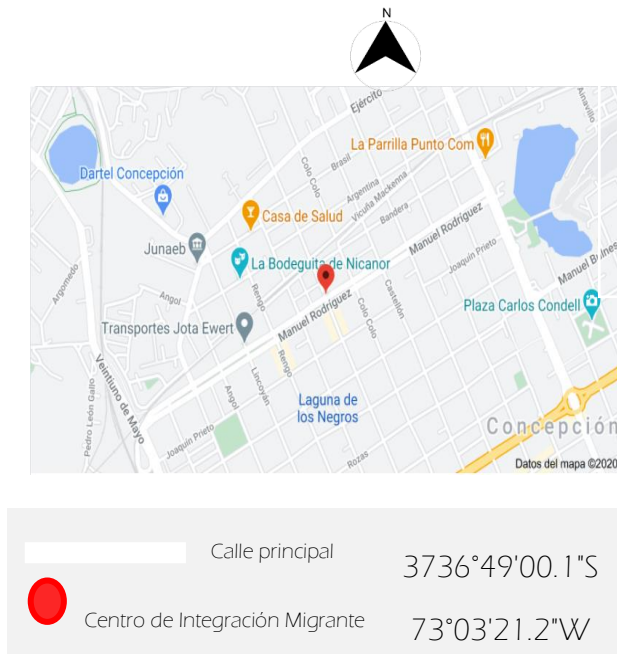 N
Ejército
Ainavillo
La Parrilla Punto Com
Colo Colo
Brasil
Dartel Concepción
Argentina
Vicuña Mackenna
Casa de Salud
Bandera
Manuel Rodriguez
Junaeb
La Bodeguita de Nicanor
Joaquín Prieto
Manuel Bulnes
Argomedo
Angol
Rengo
Castellón
Plaza Carlos Condell
Transportes Jota Ewert
Manuel Rodríguez
Colo Colo
Veintiuno de Mayo
Rengo
Lincoyán
Angol
Pedro León Gallo
Laguna de
los Negros
Joaquín Prieto
Concepción
Rozas
Datos del mapa ©2020
Calle principal
3736°49'00.1"S
Centro de Integración Migrante
73°03'21.2"W